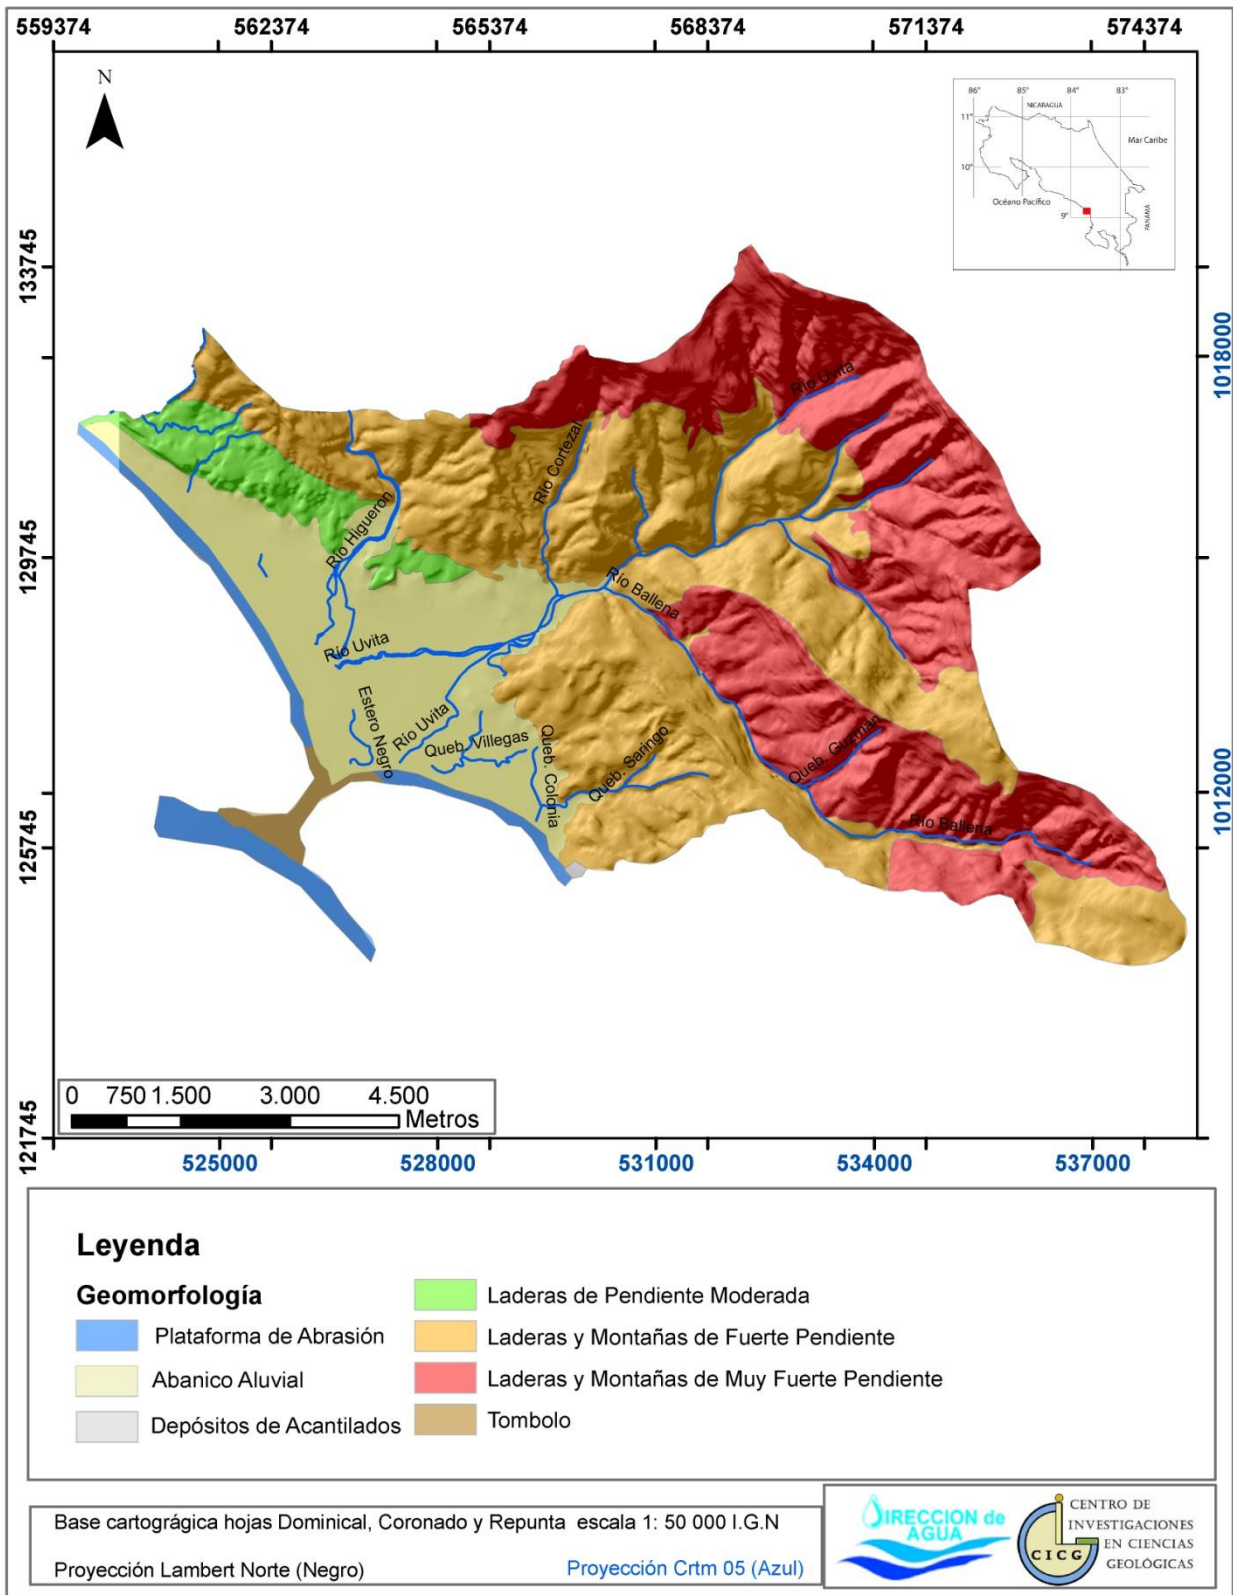 559374 562374 565374 568374 571374 574374
N
86° 85° 84° 83°
NICARAGUA
11°
Mar Caribe
10°
Océano Pacífico
9°
PANAMÁ
133745
1018000
Río Uvita
Río Cortezal
Río Higueron
129745
Río Ballena
Río Uvita
Estero Negro
Río Uvita
Queb. Villegas
Queb. Colonia
Queb. Saringo
Queb. Guzmán
1012000
Río Ballena
125745
0 750 1.500 3.000 4.500
Metros
121745
525000 528000 531000 534000 537000
Leyenda
Geomorfología
Plataforma de Abrasión
Abanico Aluvial
Depósitos de Acantilados
Laderas de Pendiente Moderada
Laderas y Montañas de Fuerte Pendiente
Laderas y Montañas de Muy Fuerte Pendiente
Tombolo
Base cartográgica hojas Dominical, Coronado y Repunta escala 1: 50 000 I.G.N
Proyección Lambert Norte (Negro) Proyección Crtm 05 (Azul)
DIRECCION de
AGUA
CICG
CENTRO DE
INVESTIGACIONES
EN CIENCIAS
GEOLÓGICAS